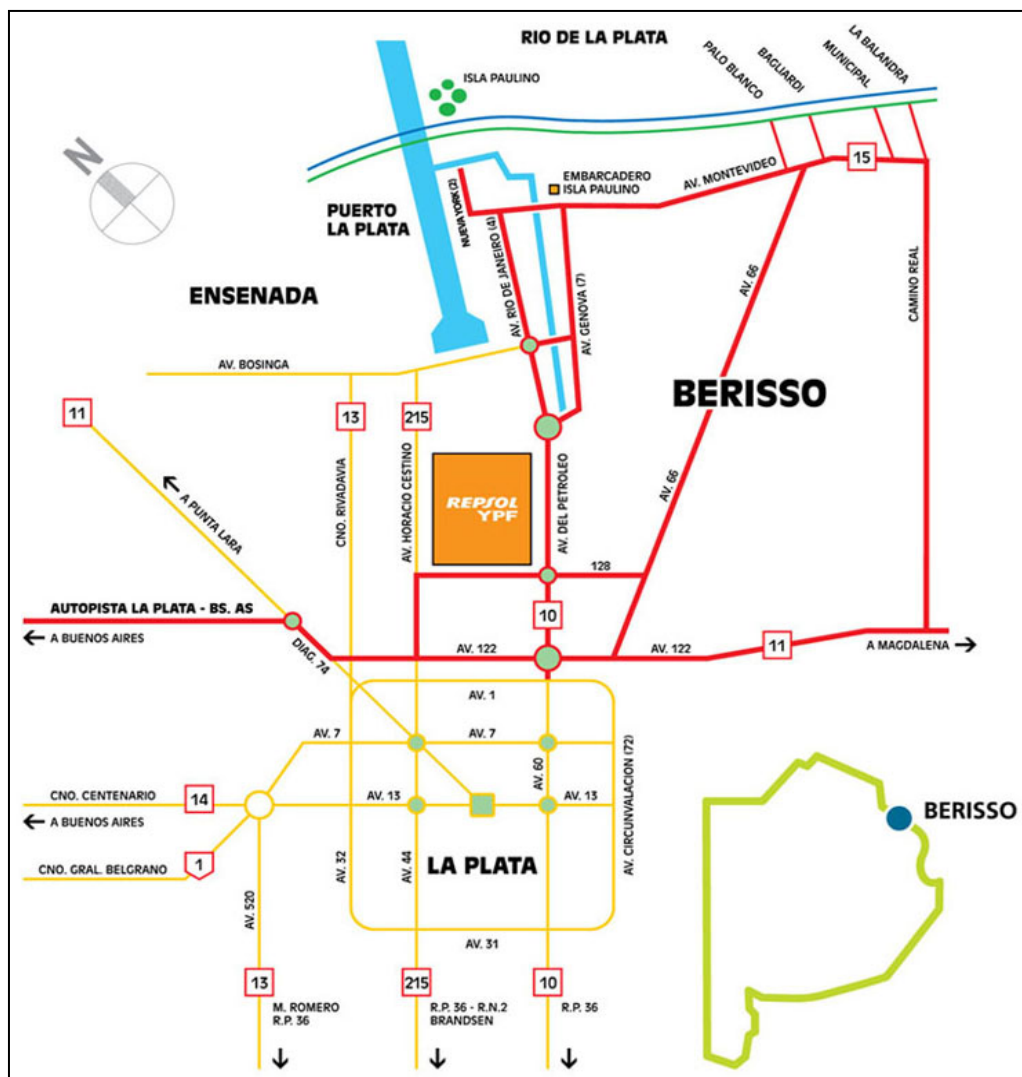 RIO DE LA PLATA
ISLA PAULINO
PALO BLANCO
BAGLIARDI
MUNICIPAL
LA BALANDRA
N
15
AV. MONTEVIDEO
EMBARCADERO
ISLA PAULINO
PUERTO
LA PLATA
NUEVA YORK (2)
AV. RIO DE JANEIRO (4)
AV. GENOVA (7)
AV. 66
CAMINO REAL
ENSENADA
AV. BOSINGA
BERISSO
11
13
215
A PUNTA LARA
CNO. RIVADAVIA
AV. HORACIO CESTINO
REPSOL
YPF
AV. DEL PETROLEO
AV. 66
128
AUTOPISTA LA PLATA - BS. AS
← A BUENOS AIRES
10
DIAG. 74
AV. 122
AV. 122
11
A MAGDALENA →
AV. 1
AV. 7
AV. 7
AV. 60
AV. CIRCUNVALACION (72)
CNO. CENTENARIO
14
AV. 13
AV. 13
← A BUENOS AIRES
CNO. GRAL. BELGRANO
1
AV. 32
AV. 44
LA PLATA
AV. 520
AV. 31
BERISSO
13
M. ROMERO
R.P. 36
215
R.P. 36 - R.N.2
BRANDSEN
10
R.P. 36